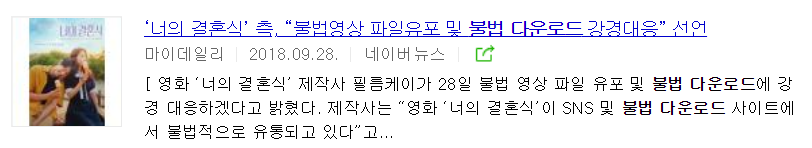 너의 결혼식
‘너의 결혼식’ 측, “불법영상 파일유포 및 불법 다운로드 강경대응” 선언
마이데일리 | 2018.09.28. | 네이버뉴스 |
[ 영화 ‘너의 결혼식’ 제작사 필름케이가 28일 불법 영상 파일 유포 및 불법 다운로드에 강
경 대응하겠다고 밝혔다. 제작사는 “영화 ‘너의 결혼식’이 SNS 및 불법 다운로드 사이트에
서 불법적으로 유통되고 있다”고...